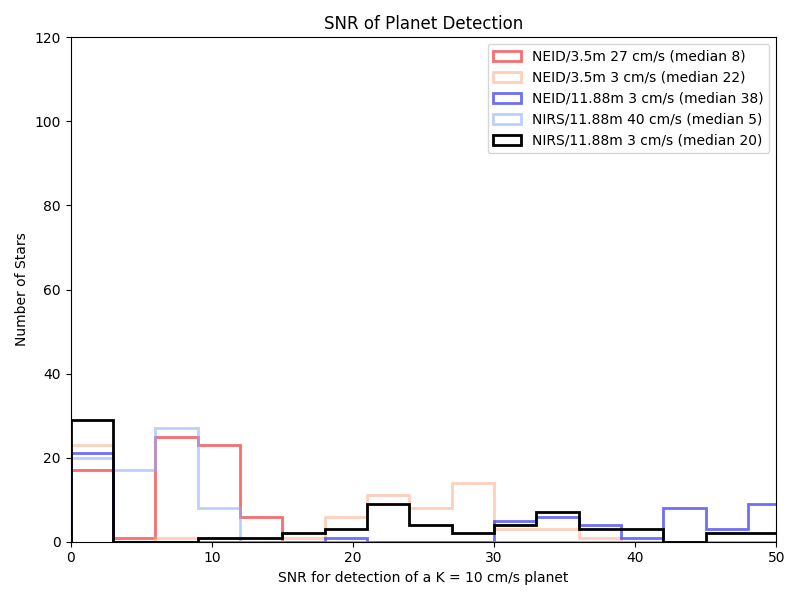 SNR of Planet Detection
NEID/3.5m 27 cm/s (median 8)
NEID/3.5m 3 cm/s (median 22)
NEID/11.88m 3 cm/s (median 38)
NIRS/11.88m 40 cm/s (median 5)
NIRS/11.88m 3 cm/s (median 20)
120
100
80
60
40
20
0
Number of Stars
0 10 20 30 40 50
SNR for detection of a K = 10 cm/s planet